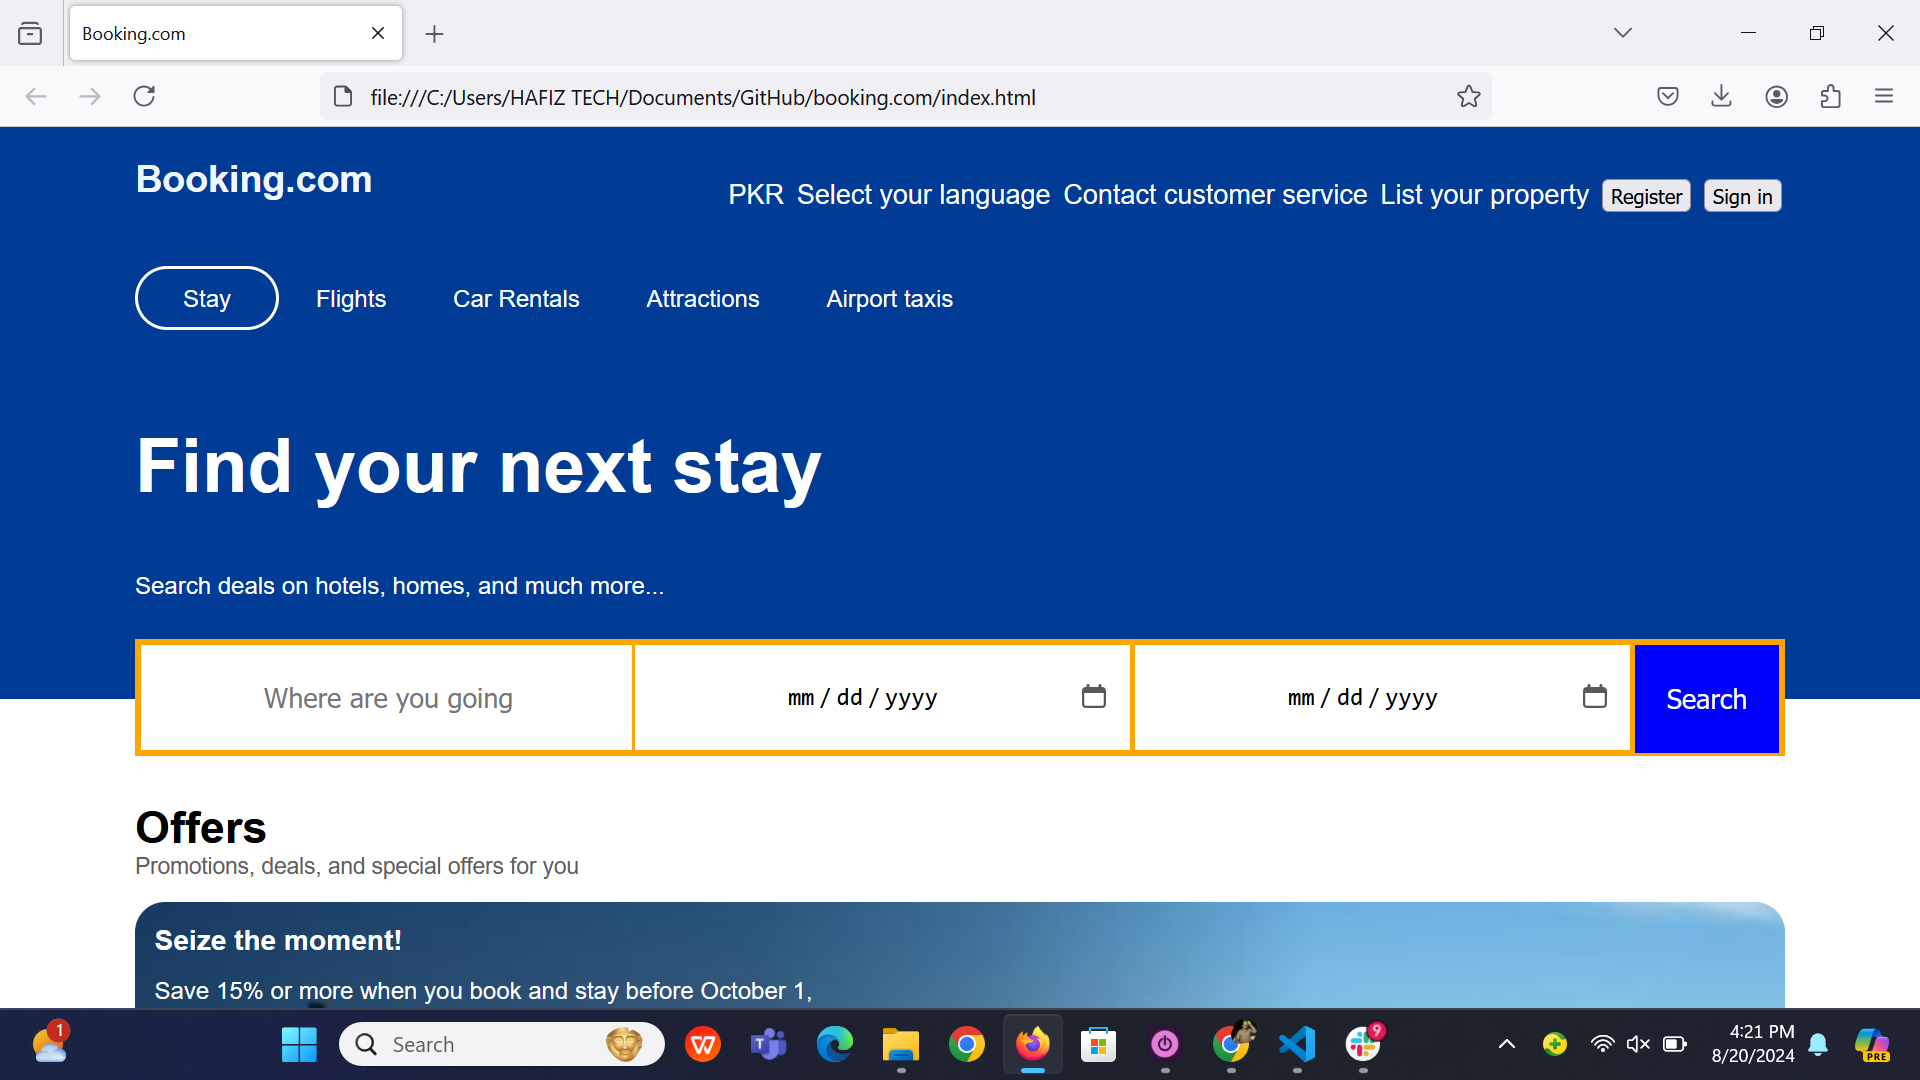 Booking.com
file:///C:/Users/HAFIZ TECH/Documents/GitHub/booking.com/index.html
Booking.com
PKR Select your language Contact customer service List your property Register Sign in
Stay Flights Car Rentals Attractions Airport taxis
Find your next stay
Search deals on hotels, homes, and much more...
Where are you going mm / dd / yyyy mm / dd / yyyy Search
Offers
Promotions, deals, and special offers for you
Seize the moment!
Save 15% or more when you book and stay before October 1,
1
Search
W
T
9
4:21 PM
8/20/2024
PRE